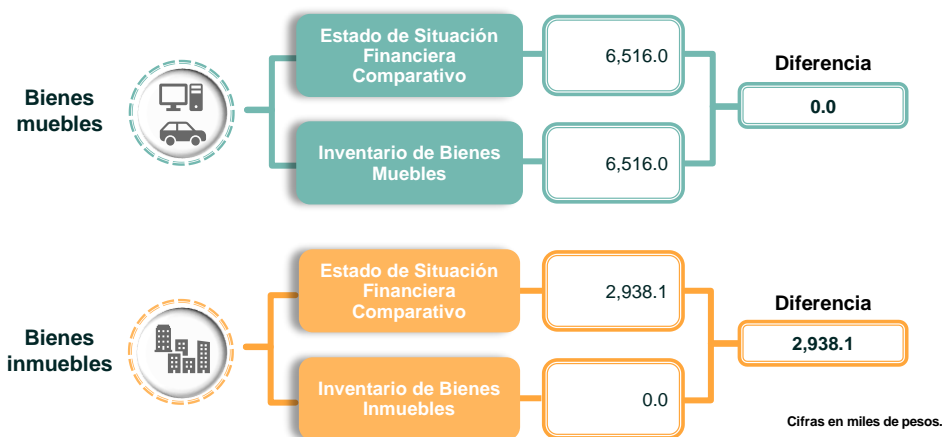 Bienes
muebles
Estado de Situación
Financiera
Comparativo
6,516.0
Inventario de Bienes
Muebles
6,516.0
Diferencia
0.0
Bienes
inmuebles
Estado de Situación
Financiera
Comparativo
2,938.1
Inventario de Bienes
Inmuebles
0.0
Diferencia
2,938.1
Cifras en miles de pesos.